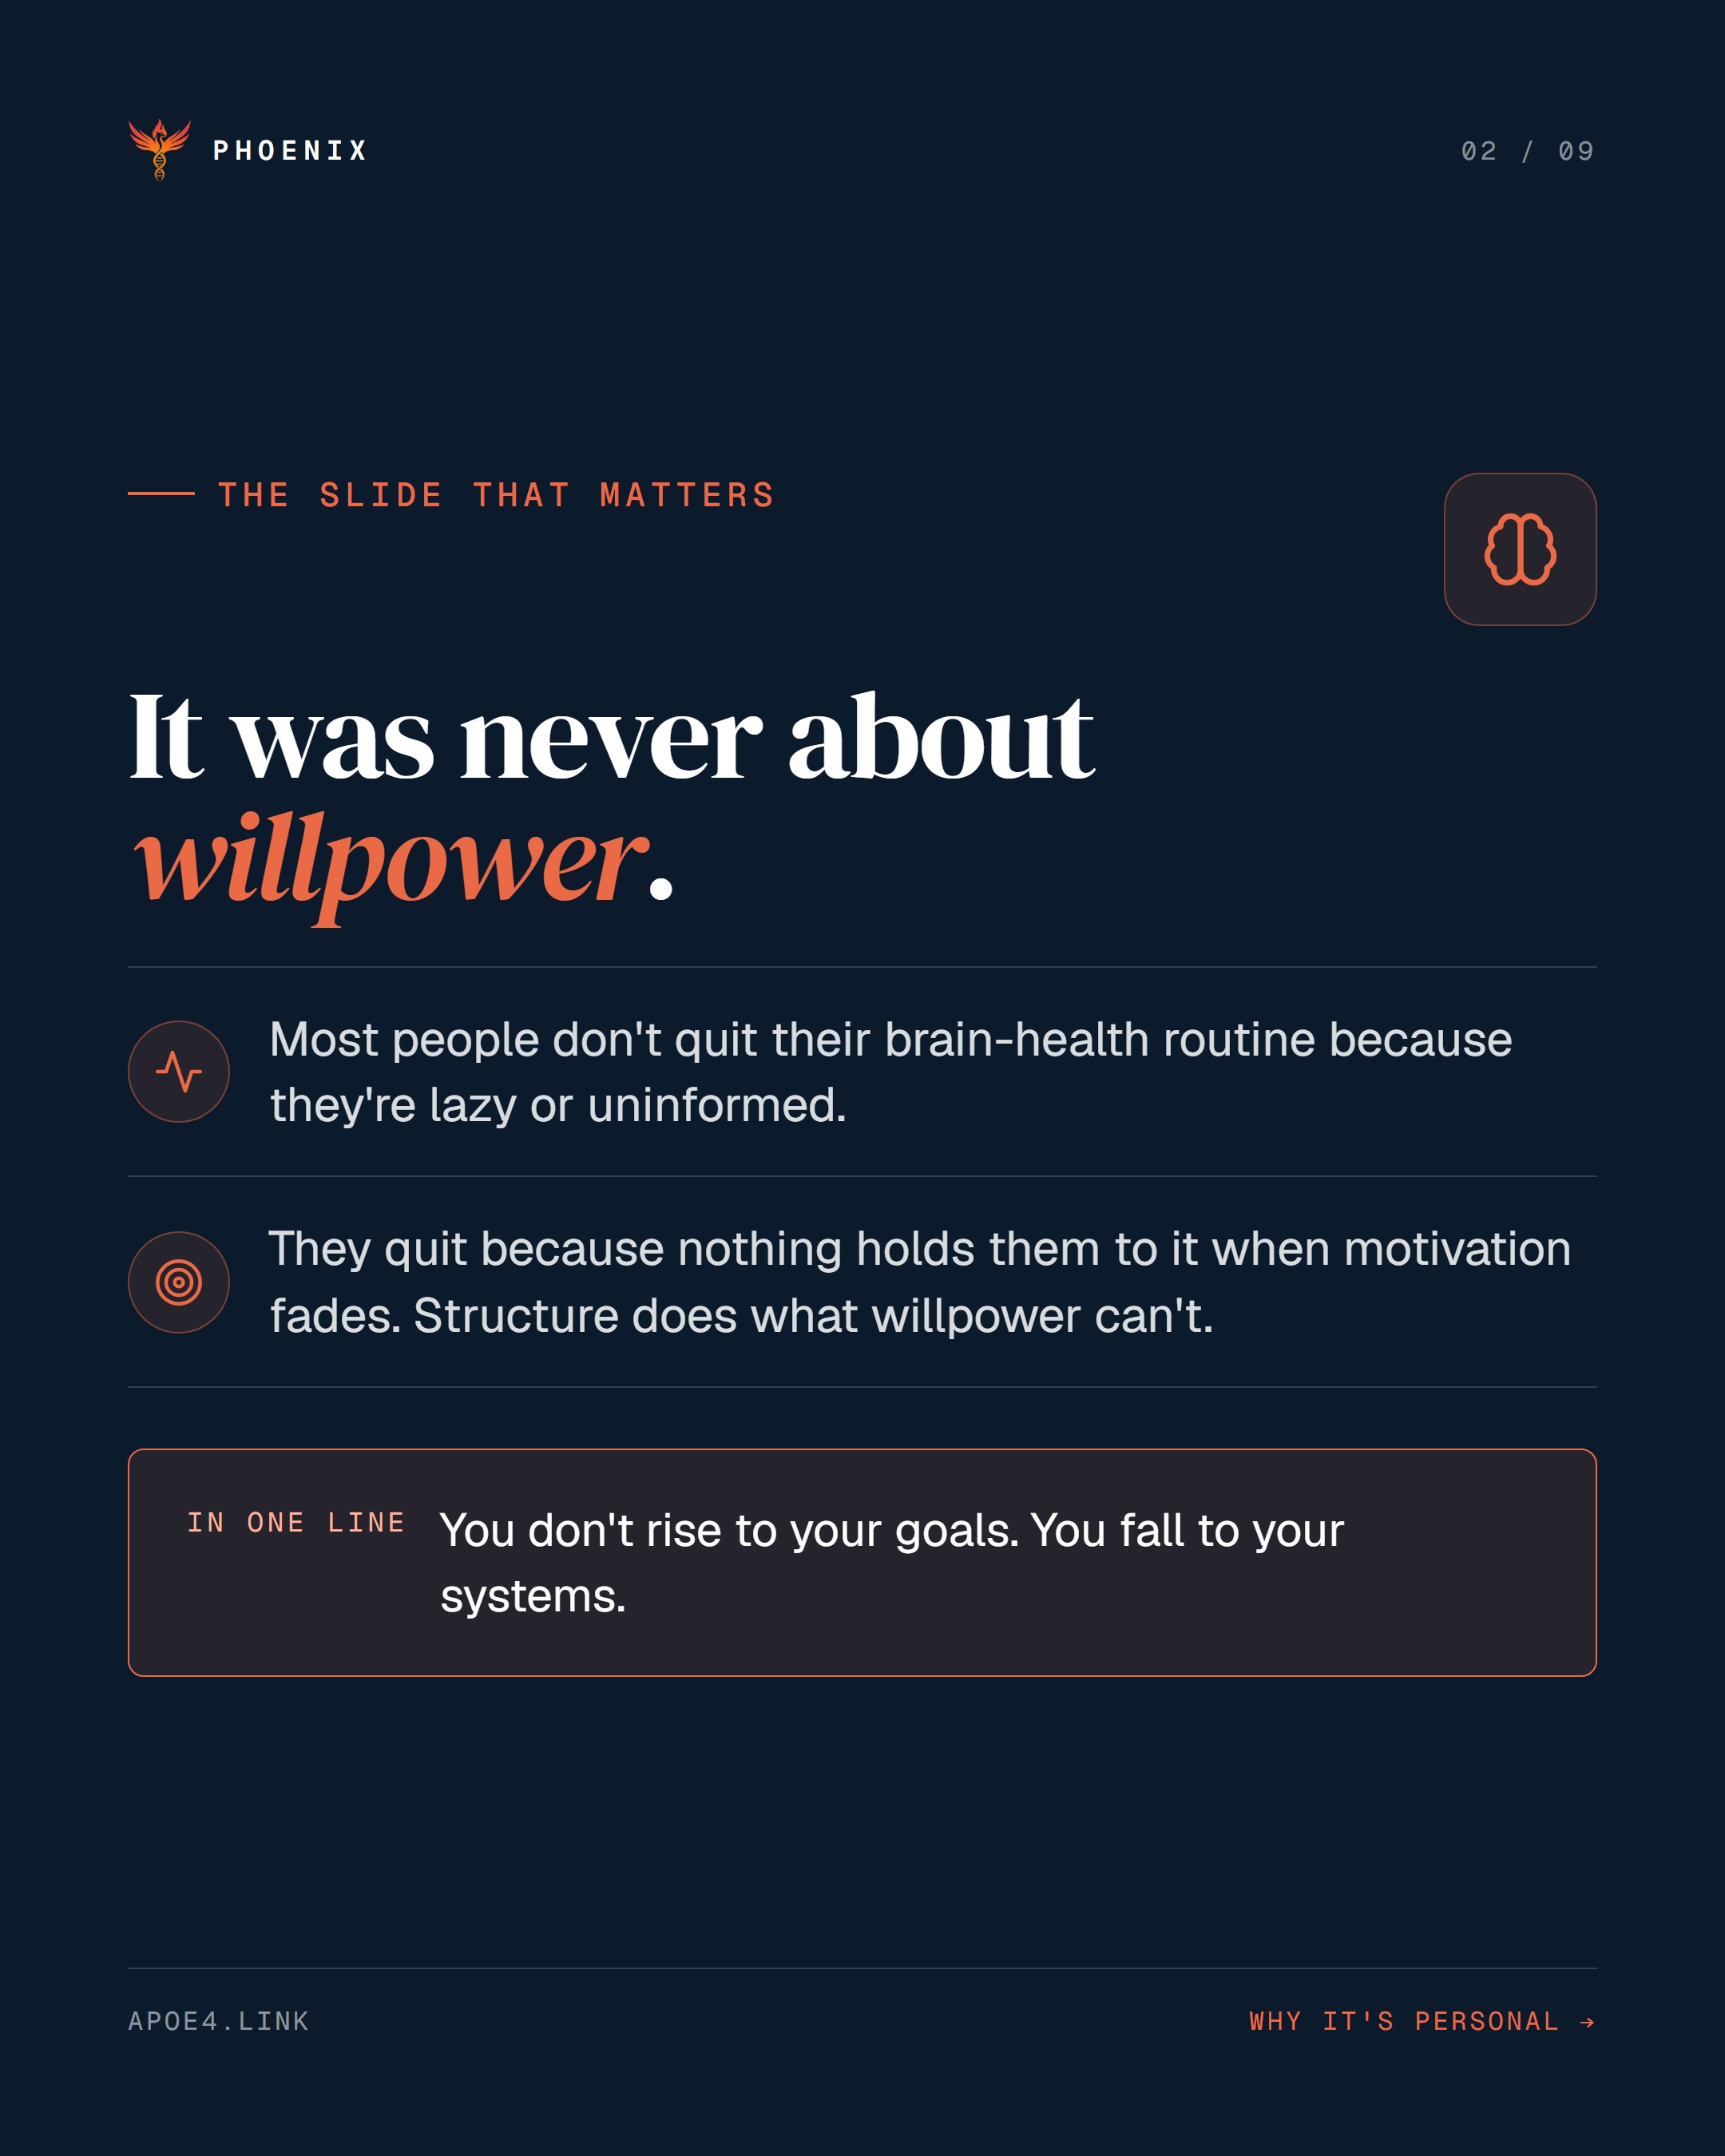 PHOENIX
02 / 09
THE SLIDE THAT MATTERS
It was never about
willpower.
Most people don't quit their brain-health routine because
they're lazy or uninformed.
They quit because nothing holds them to it when motivation
fades. Structure does what willpower can't.
IN ONE LINE
You don't rise to your goals. You fall to your
systems.
APOE4.LINK
WHY IT'S PERSONAL →